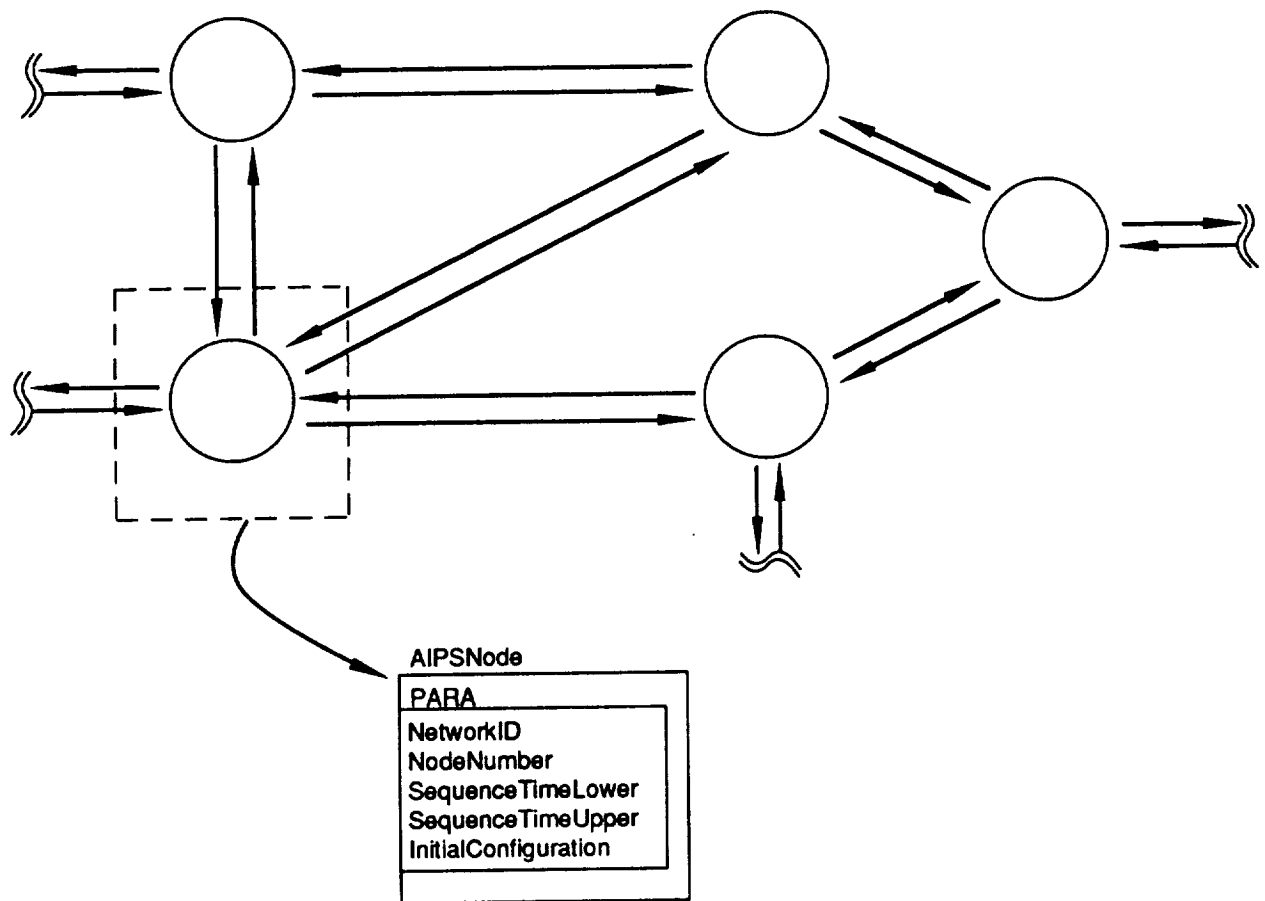 AIPSNode
PARA
NetworkID
NodeNumber
SequenceTimeLower
SequenceTimeUpper
InitialConfiguration